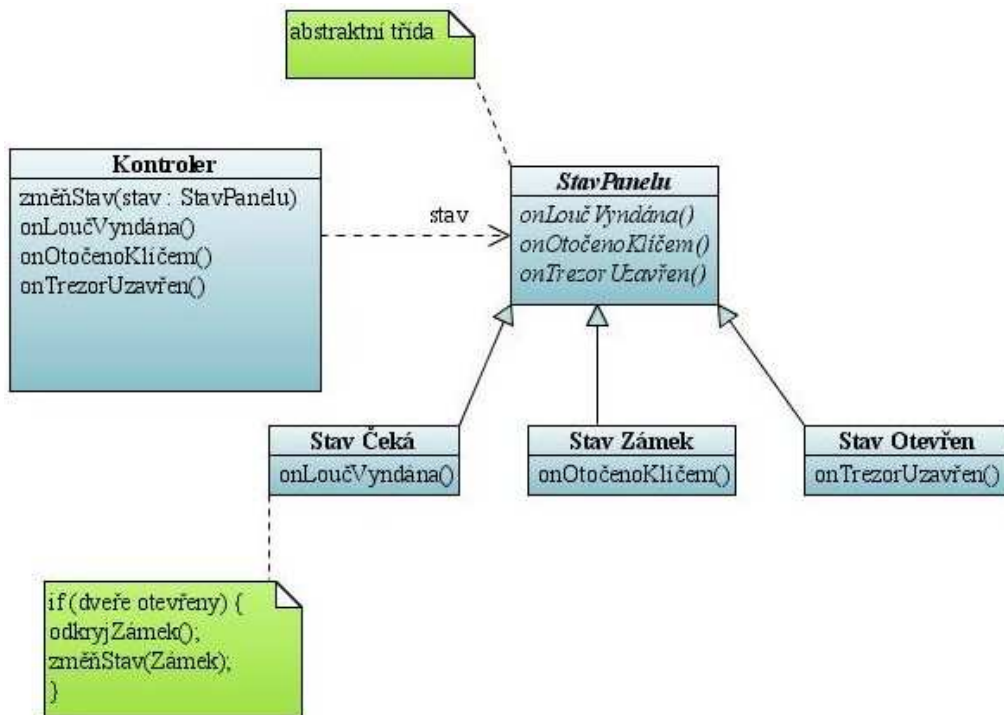 abstraktní třída
Kontroler
změňStav(stav : StavPanelu)
onLoučVyndána()
onOtočenoKlíčem()
onTrezorUzavřen()
stav
StavPanelu
onLoučVyndána()
onOtočenoKlíčem()
onTrezorUzavřen()
Stav Čeká
onLoučVyndána()
Stav Zámek
onOtočenoKlíčem()
Stav Otevřen
onTrezorUzavřen()
if (dveře otevřeny) {
odkryjZámek();
změňStav(Zámek);
}